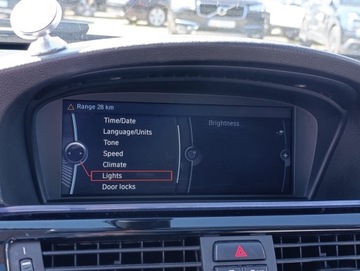 Range 28 km
Time/Date
Language/Units
Tone
Speed
Climate
Lights
Door locks
Brightness